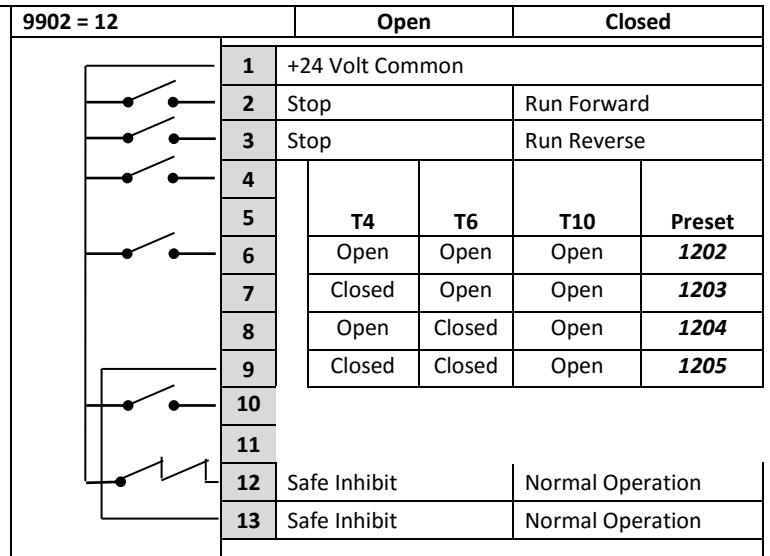 9902 = 12 Open Closed
1 +24 Volt Common
2 Stop Run Forward
3 Stop Run Reverse
4
5 T4 T6 T10 Preset
6 Open Open Open 1202
7 Closed Open Open 1203
8 Open Closed Open 1204
9 Closed Closed Open 1205
10
11
12 Safe Inhibit Normal Operation
13 Safe Inhibit Normal Operation